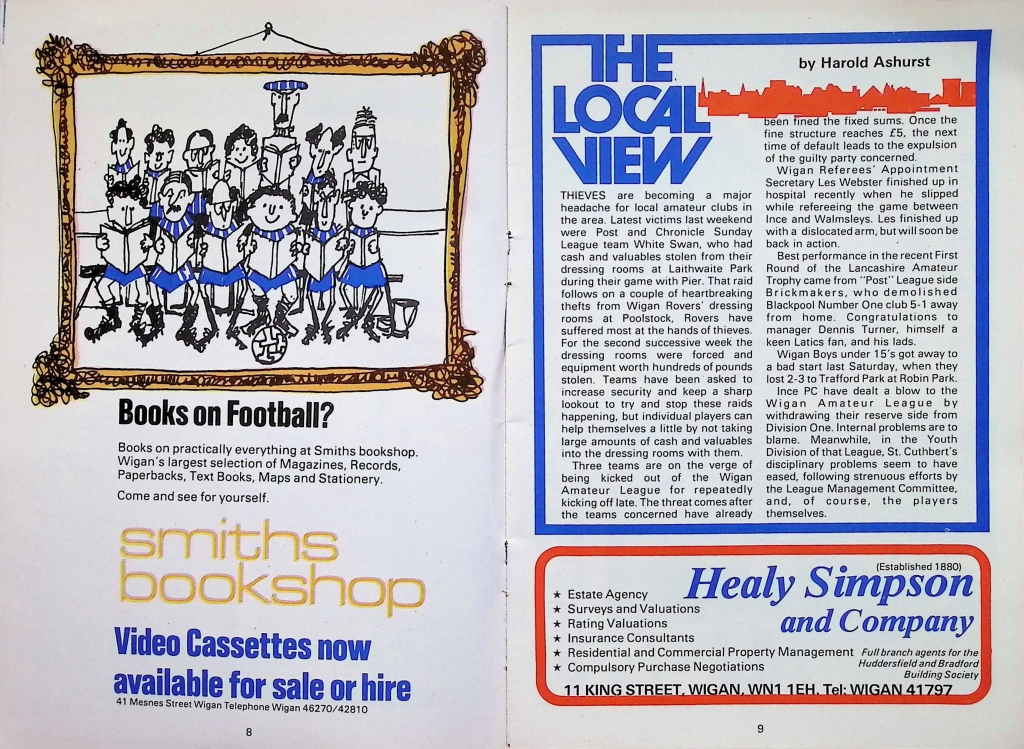 Books on Football?
Books on practically everything at Smiths bookshop.
Wigan's largest selection of Magazines, Records,
Paperbacks, Text Books, Maps and Stationery.
Come and see for yourself.
smiths
bookshop
Video Cassettes now
available for sale or hire
41 Mesnes Street Wigan Telephone Wigan 46270/42810
8
THE
LOCAL
VIEW
by Harold Ashurst
THIEVES are becoming a major
headache for local amateur clubs in
the area. Latest victims last weekend
were Post and Chronicle Sunday
League team White Swan, who had
cash and valuables stolen from their
dressing rooms at Laithwaite Park
during their game with Pier. That raid
follows on a couple of heartbreaking
thefts from Wigan Rovers' dressing
rooms at Poolstock, Rovers have
suffered most at the hands of thieves.
For the second successive week the
dressing rooms were forced and
equipment worth hundreds of pounds
stolen. Teams have been asked to
increase security and keep a sharp
lookout to try and stop these raids
happening, but individual players can
help themselves a little by not taking
large amounts of cash and valuables
into the dressing rooms with them.
Three teams are on the verge of
being kicked out of the Wigan
Amateur League for repeatedly
kicking off late. The threat comes after
the teams concerned have already
been fined the fixed sums. Once the
fine structure reaches £5, the next
time of default leads to the expulsion
of the guilty party concerned.
Wigan Referees' Appointment
Secretary Les Webster finished up in
hospital recently when he slipped
while refereeing the game between
Ince and Walmsleys. Les finished up
with a dislocated arm, but will soon be
back in action.
Best performance in the recent First
Round of the Lancashire Amateur
Trophy came from "Post" League side
Brickmakers, who demolished
Blackpool Number One club 5-1 away
from home. Congratulations to
manager Dennis Turner, himself a
keen Latics fan, and his lads.
Wigan Boys under 15's got away to
a bad start last Saturday, when they
lost 2-3 to Trafford Park at Robin Park.
Ince PC have dealt a blow to the
Wigan Amateur League by
withdrawing their reserve side from
Division One. Internal problems are to
blame. Meanwhile, in the Youth
Division of that League, St. Cuthbert's
disciplinary problems seem to have
eased, following strenuous efforts by
the League Management Committee,
and, of course, the players
themselves.
(Established 1880)
Healy Simpson
and Company
★ Estate Agency
★ Surveys and Valuations
★ Rating Valuations
★ Insurance Consultants
★ Residential and Commercial Property Management
★ Compulsory Purchase Negotiations
Full branch agents for the
Huddersfield and Bradford
Building Society
11 KING STREET, WIGAN, WN1 1EH. Tel: WIGAN 41797
9